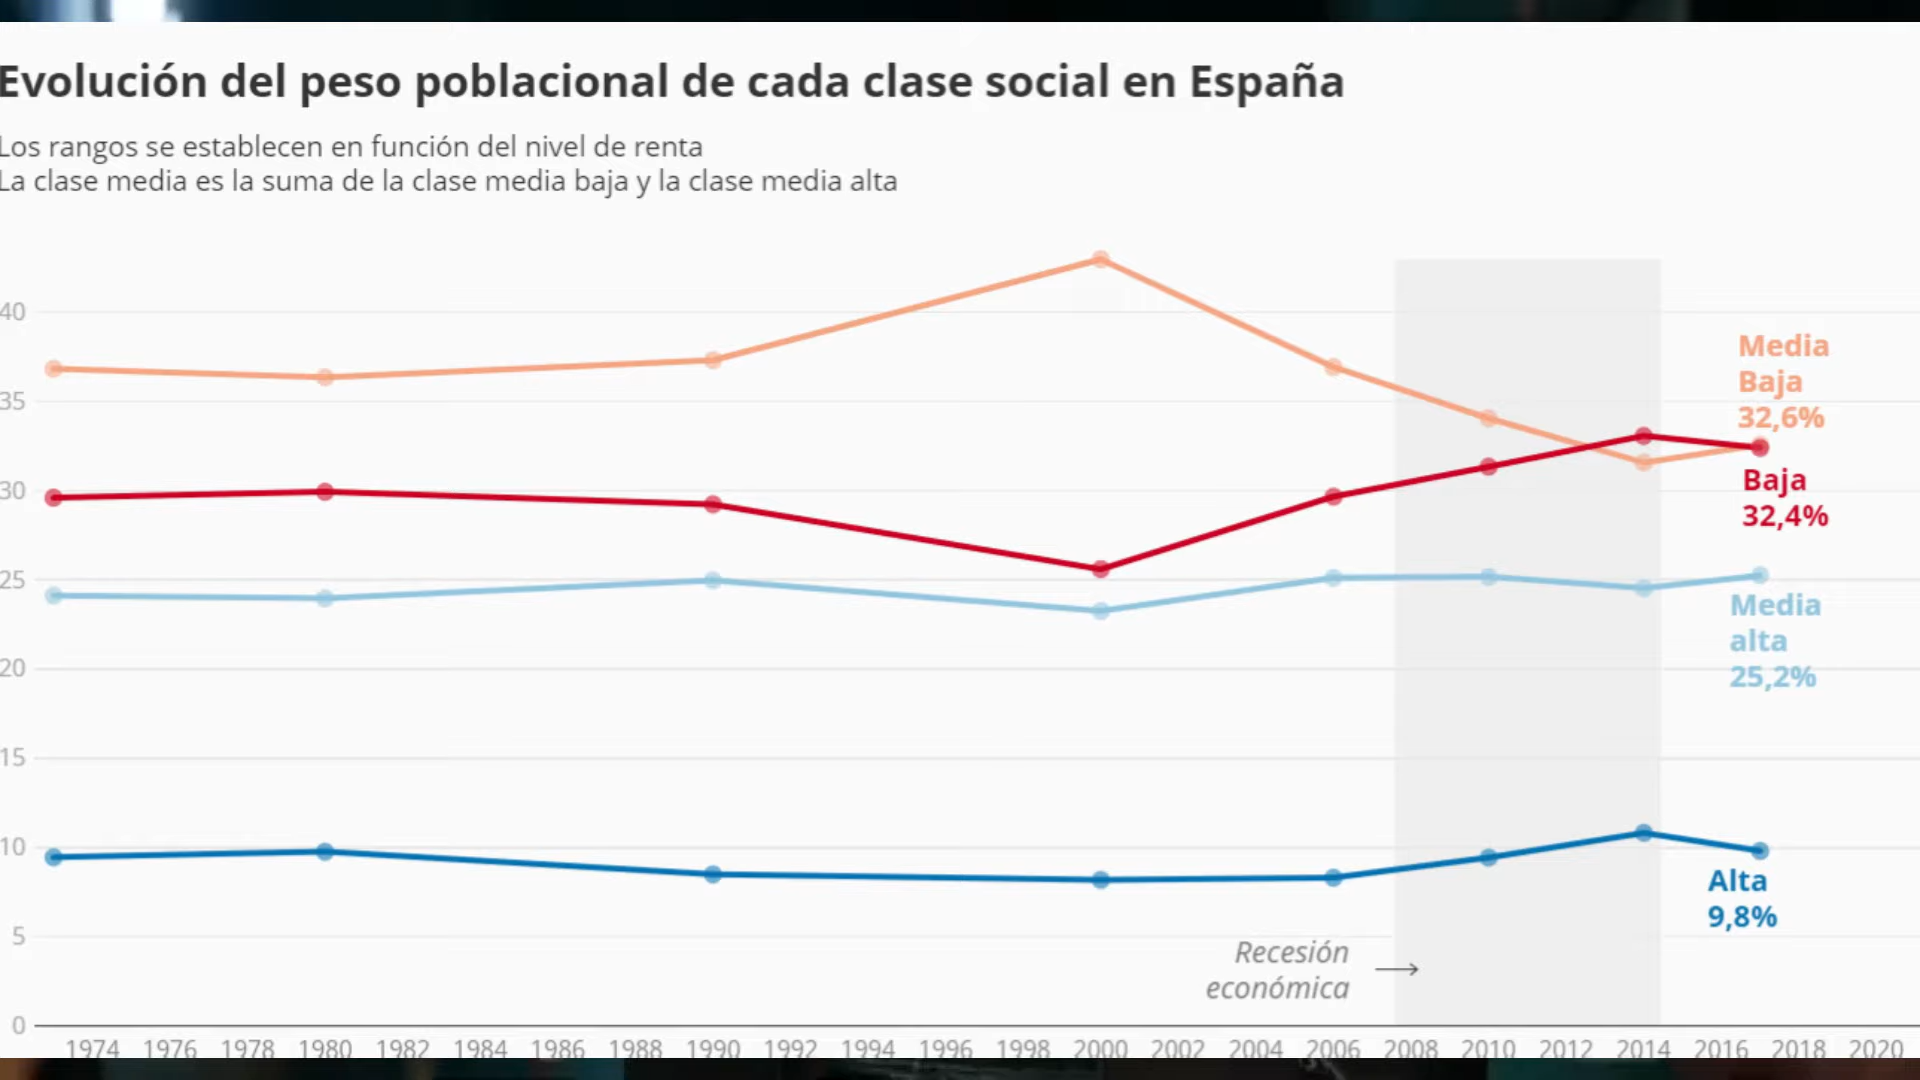 Evolución del peso poblacional de cada clase social en España
Los rangos se establecen en función del nivel de renta
La clase media es la suma de la clase media baja y la clase media alta
40
35
30
25
20
15
10
5
0
Media
Baja
32,6%
Baja
32,4%
Media
alta
25,2%
Alta
9,8%
Recesión
económica
1974 1976 1978 1980 1982 1984 1986 1988 1990 1992 1994 1996 1998 2000 2002 2004 2006 2008 2010 2012 2014 2016 2018 2020